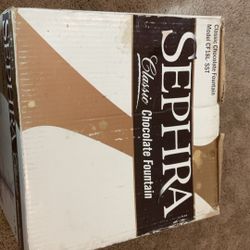 Classic Chocolate Fountain
Model CF18L SST
SEPHRA
Classic Chocolate Fountain